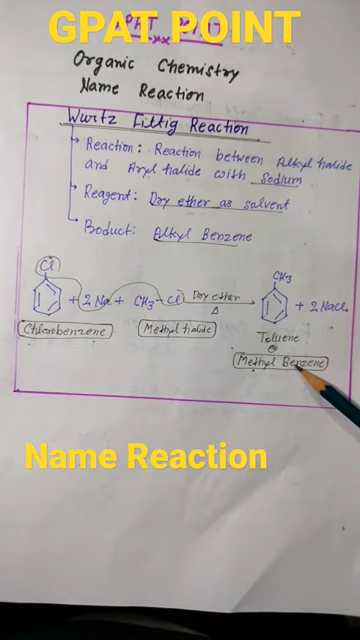 GPAT POINT
Organic Chemistry
Name Reaction
Wurtz Fittig Reaction
Reaction: Reaction between Alkyl halide
and Aryl halide with Sodium
Reagent: Dry ether as solvent
Product: Alkyl Benzene
Cl
CH3
+ 2 Na + CH3-Cl Dry ether Δ + 2NaCl
Chlorobenzene Methyl halide
Toluene
or
Methyl Benzene
Name Reaction